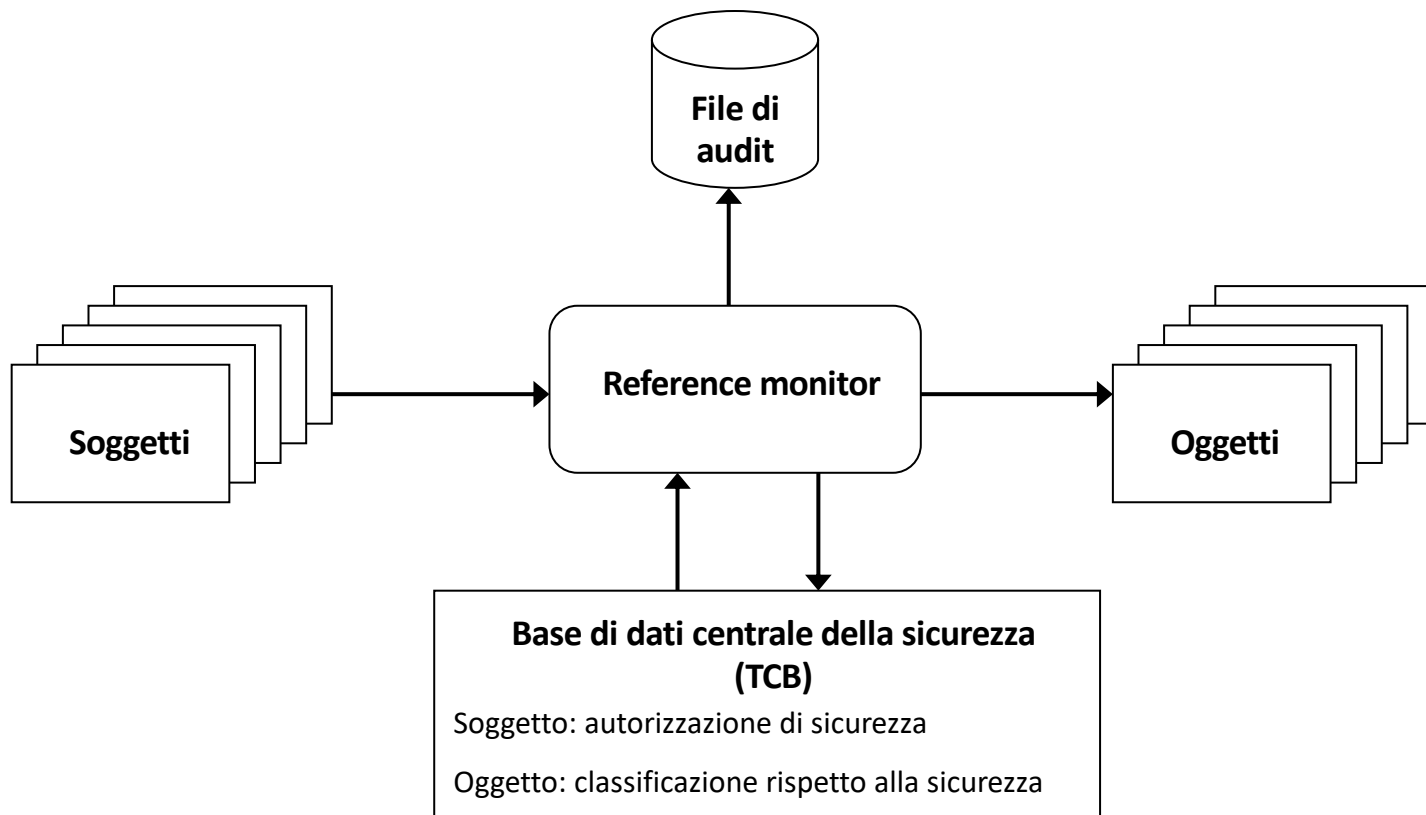 File di
audit
Reference monitor
Soggetti
Oggetti
Base di dati centrale della sicurezza
(TCB)
Soggetto: autorizzazione di sicurezza
Oggetto: classificazione rispetto alla sicurezza